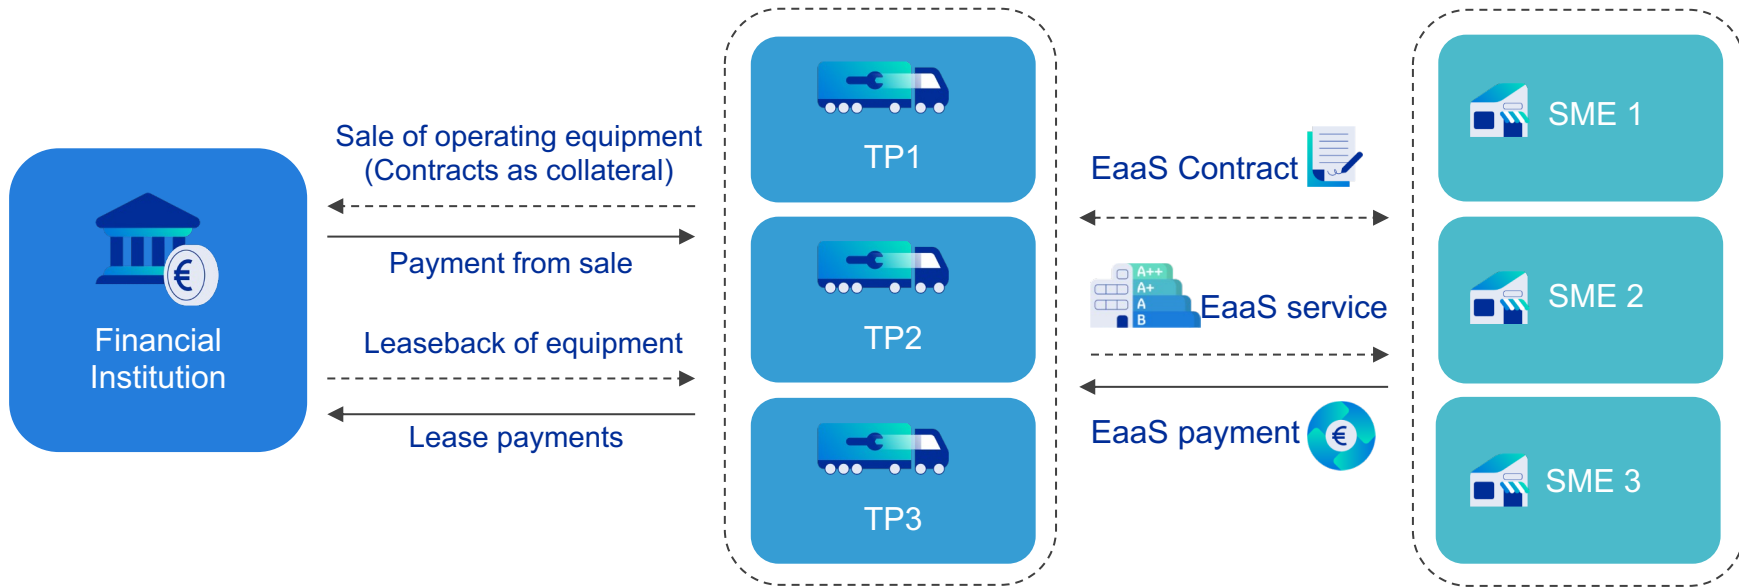 Financial
Institution
€
Sale of operating equipment
(Contracts as collateral)
Payment from sale
Leaseback of equipment
Lease payments
TP1
TP2
TP3
EaaS Contract
A++
A+
A
B
EaaS service
EaaS payment
€
SME 1
SME 2
SME 3